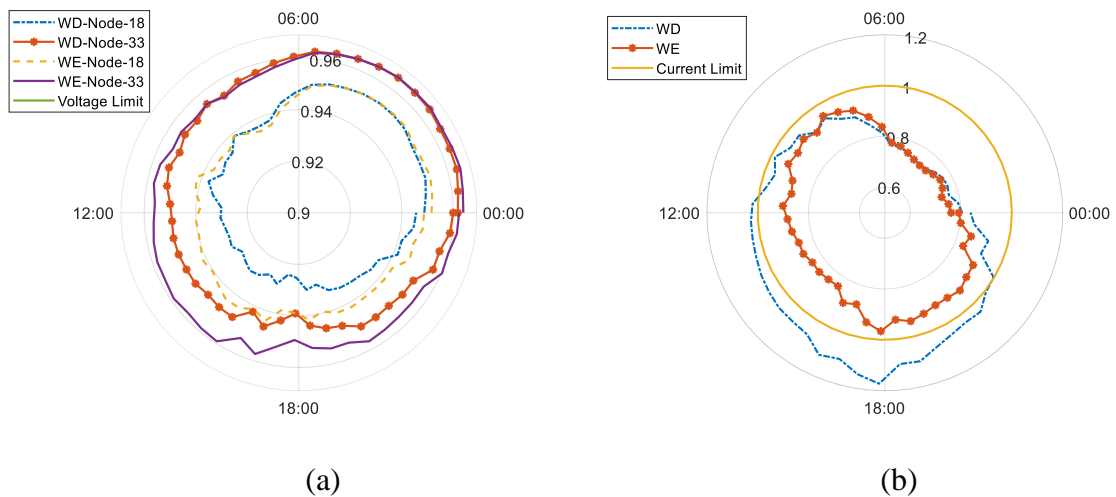 WD-Node-18
WD-Node-33
WE-Node-18
WE-Node-33
Voltage Limit
06:00
0.96
0.94
0.92
0.9
12:00
00:00
18:00
(a)
WD
WE
Current Limit
06:00
1.2
1
0.8
0.6
12:00
00:00
18:00
(b)